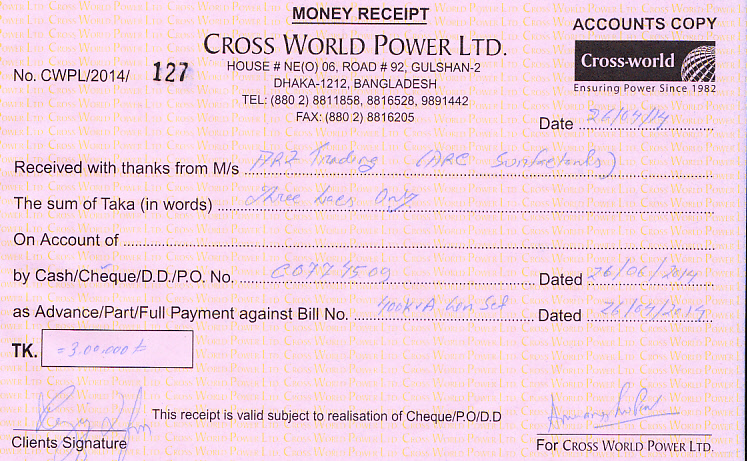 MONEY RECEIPT
ACCOUNTS COPY
CROSS WORLD POWER LTD.
Cross-world
Ensuring Power Since 1982
No. CWPL/2014/ 127
HOUSE # NE(O) 06, ROAD # 92, GULSHAN-2
DHAKA-1212, BANGLADESH
TEL: (880 2) 8811858, 8816528, 9891442
FAX: (880 2) 8816205
Date 26/04/14
Received with thanks from M/s ARZ Trading (ARC Surfactants)
The sum of Taka (in words) Three Lacs Only
On Account of
by Cash/Cheque/D.D./P.O. No. C0774509 Dated 26/06/2014
as Advance/Part/Full Payment against Bill No. 400kVA Gen Set Dated 26/04/2014
TK. =3,00,000/=
This receipt is valid subject to realisation of Cheque/P.O/D.D
Clients Signature
For CROSS WORLD POWER LTD.